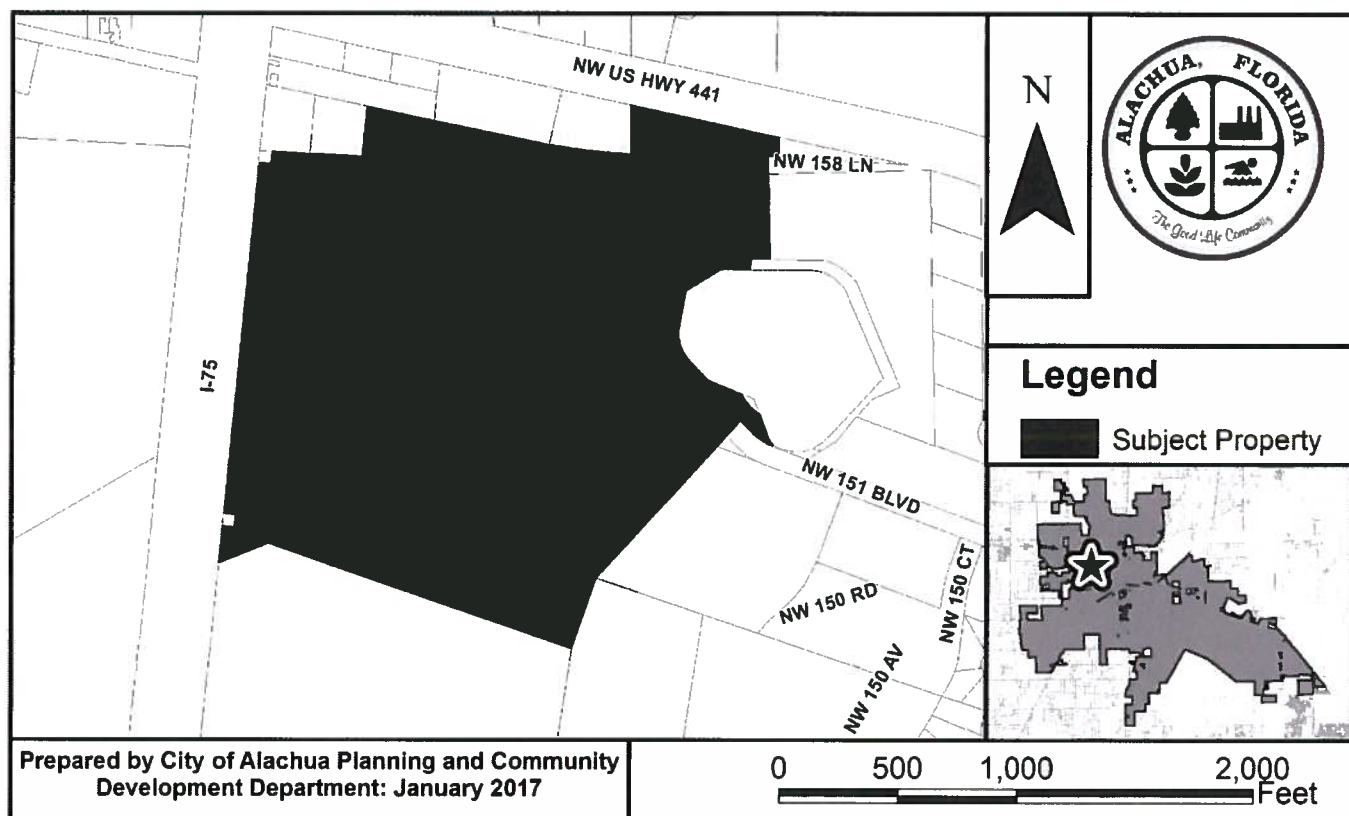 NW US HWY 441
NW 158 LN
I-75
NW 151 BLVD
NW 150 RD
NW 150 CT
NW 150 AV
N
ALACHUA, FLORIDA
The Good Life Community
Legend
Subject Property
Prepared by City of Alachua Planning and Community
Development Department: January 2017
0 500 1,000 2,000
Feet